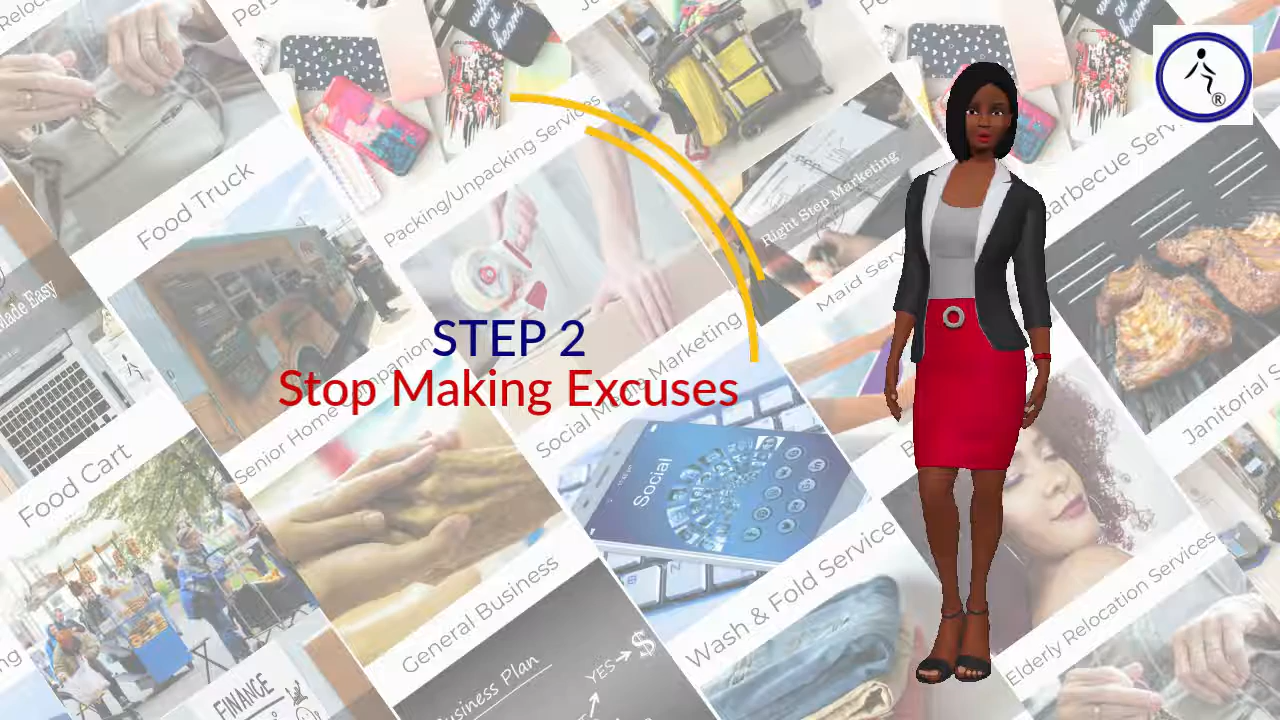 Food Truck
Packing/Unpacking Services
Right Step Marketing
Made Easy
Maid Serv
Barbecue Serv
®
STEP 2
Stop Making Excuses
Senior Home Companion
Social Media Marketing
Social
Food Cart
Janitorial S
General Business
Wash & Fold Service
Elderly Relocation Services
Business Plan
YES
$
FINANCE